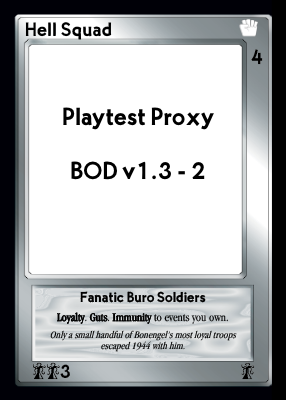 Hell Squad
4
Playtest Proxy
BOD v1.3 - 2
Fanatic Buro Soldiers
Loyalty. Guts. Immunity to events you own.
Only a small handful of Bonengel's most loyal troops
escaped 1944 with him.
3